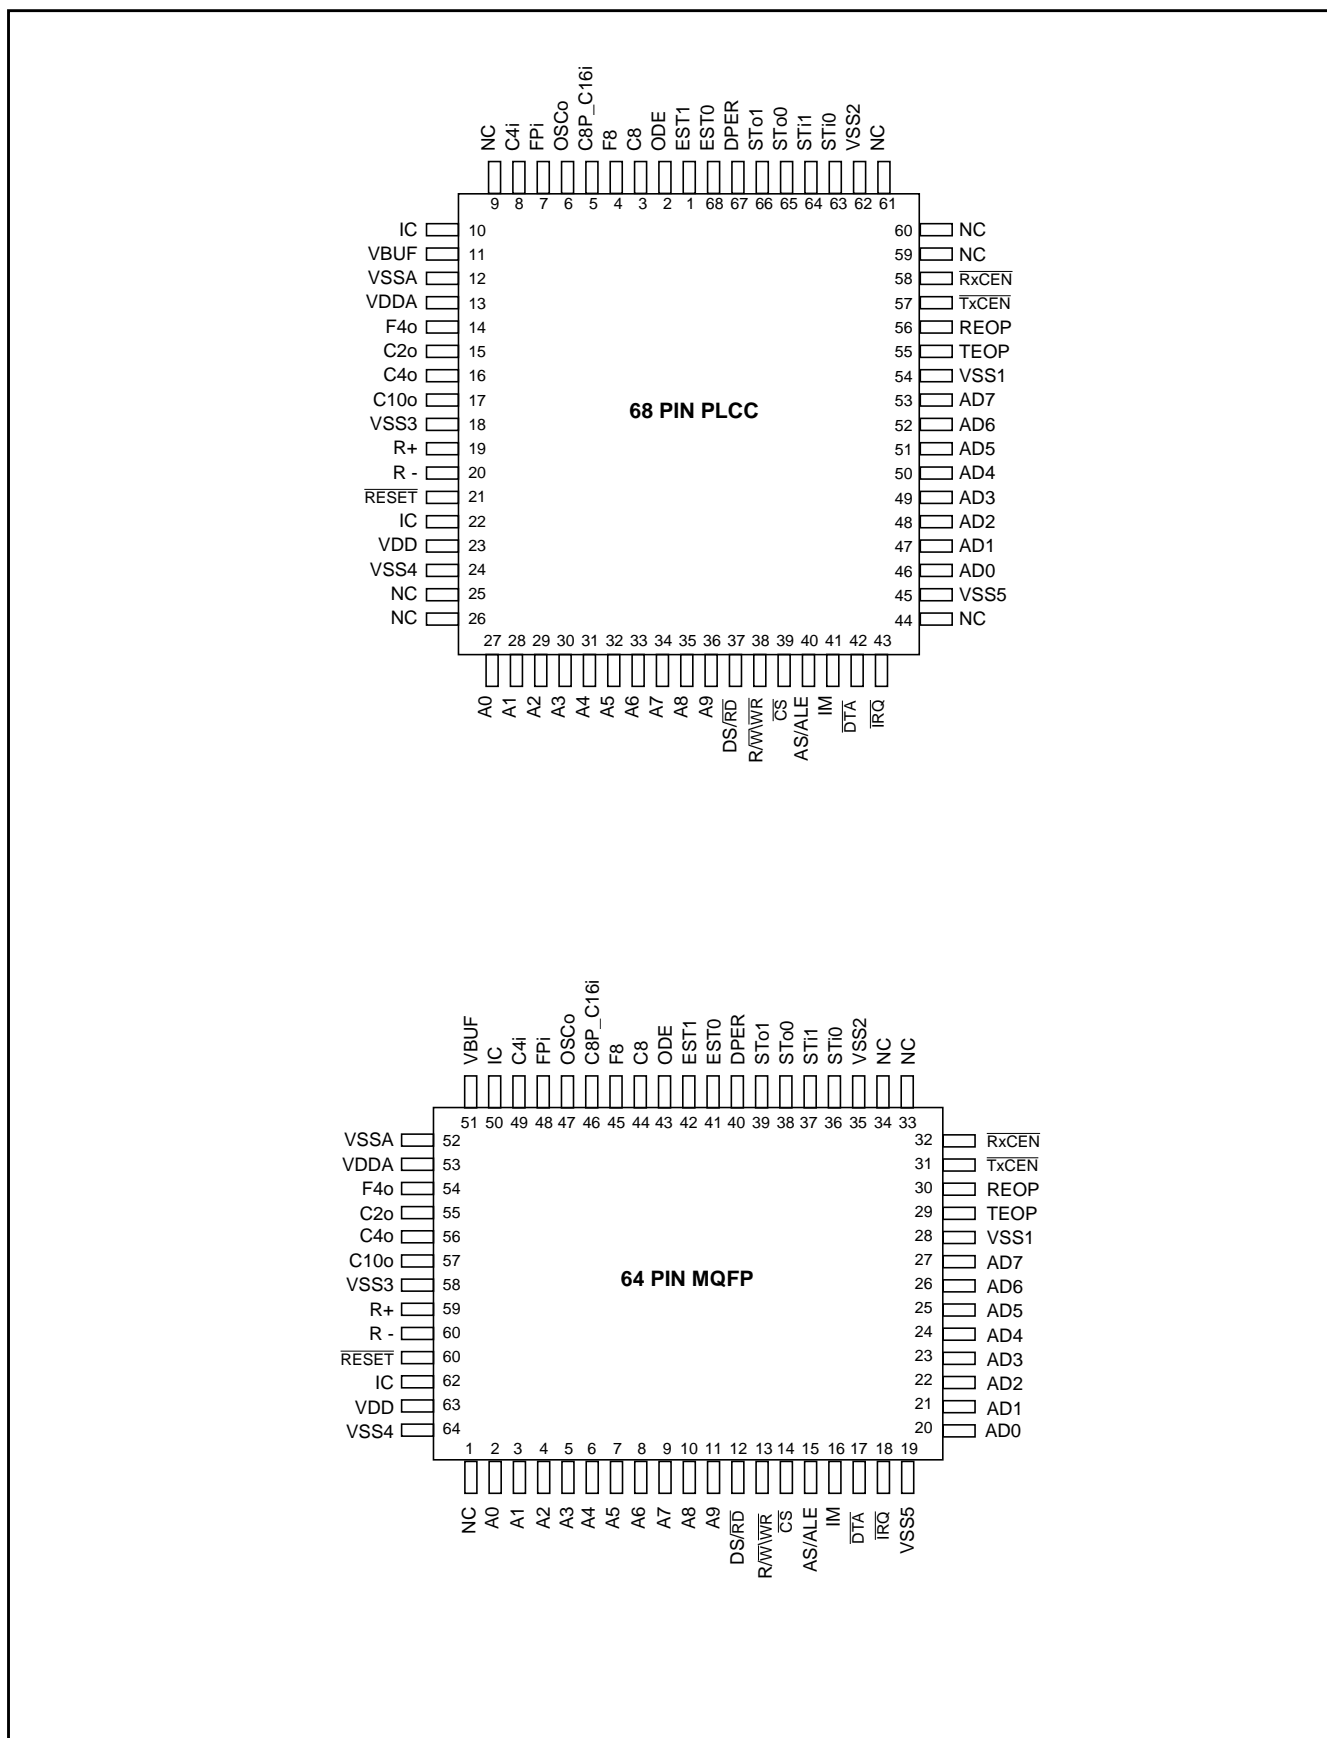 NC C4i FPi OSCo C8P_C16i F8 C8 ODE EST1 EST0 DPER STo1 STo0 STi1 STi0 VSS2 NC
9 8 7 6 5 4 3 2 1 68 67 66 65 64 63 62 61
IC 10 60 NC
VBUF 11 59 NC
VSSA 12 58 RxCEN
VDDA 13 57 TxCEN
F4o 14 56 REOP
C2o 15 55 TEOP
C4o 16 54 VSS1
C10o 17 53 AD7
68 PIN PLCC
VSS3 18 52 AD6
R+ 19 51 AD5
R - 20 50 AD4
RESET 21 49 AD3
IC 22 48 AD2
VDD 23 47 AD1
VSS4 24 46 AD0
NC 25 45 VSS5
NC 26 44 NC
27 28 29 30 31 32 33 34 35 36 37 38 39 40 41 42 43
A0 A1 A2 A3 A4 A5 A6 A7 A8 A9 DS/RD R/W\WR CS AS/ALE IM DTA IRQ
VBUF IC C4i FPi OSCo C8P_C16i F8 C8 ODE EST1 EST0 DPER STo1 STo0 STi1 STi0 VSS2 NC NC
51 50 49 48 47 46 45 44 43 42 41 40 39 38 37 36 35 34 33
VSSA 52 32 RxCEN
VDDA 53 31 TxCEN
F4o 54 30 REOP
C2o 55 29 TEOP
C4o 56 28 VSS1
C10o 57 27 AD7
64 PIN MQFP
VSS3 58 26 AD6
R+ 59 25 AD5
R - 60 24 AD4
RESET 60 23 AD3
IC 62 22 AD2
VDD 63 21 AD1
VSS4 64 20 AD0
1 2 3 4 5 6 7 8 9 10 11 12 13 14 15 16 17 18 19
NC A0 A1 A2 A3 A4 A5 A6 A7 A8 A9 DS/RD R/W\WR CS AS/ALE IM DTA IRQ VSS5